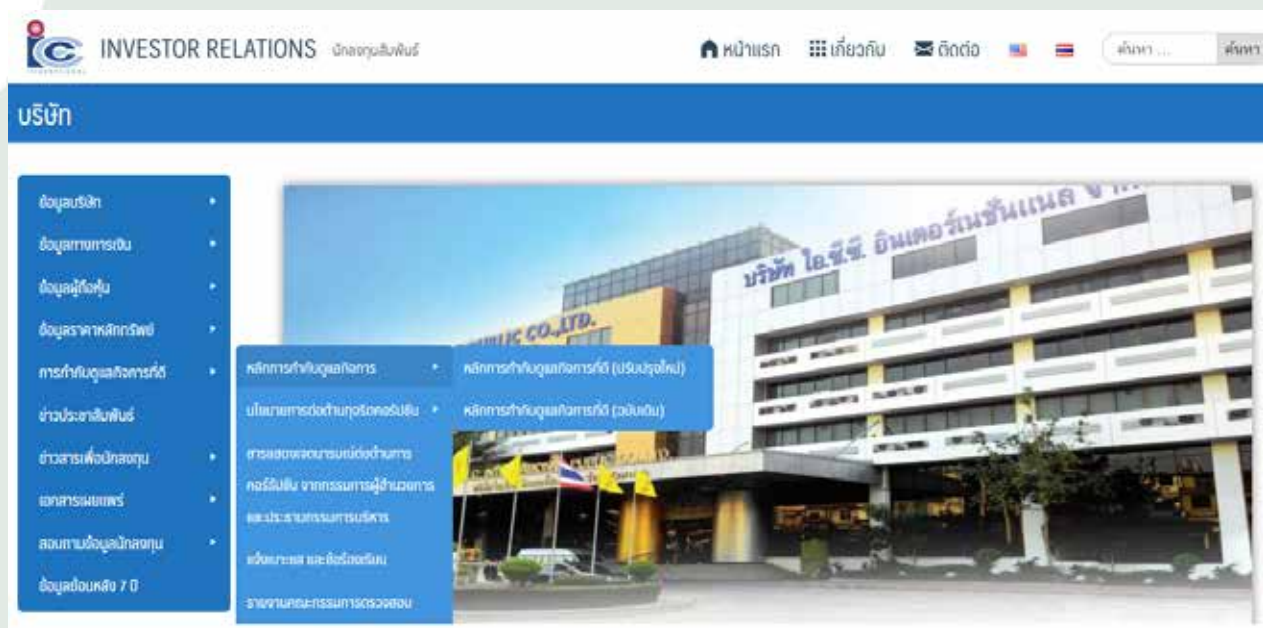 icc
INTERNATIONAL
INVESTOR RELATIONS นักลงทุนสัมพันธ์
หน้าแรก เกี่ยวกับ ติดต่อ ค้นหา ... ค้นหา
บริษัท
ข้อมูลบริษัท
ข้อมูลทางการเงิน
ข้อมูลผู้ถือหุ้น
ข้อมูลราคาหลักทรัพย์
การกำกับดูแลกิจการที่ดี
ข่าวประชาสัมพันธ์
ข่าวสารเพื่อนักลงทุน
เอกสารเผยแพร่
สอบถามข้อมูลนักลงทุน
ข้อมูลย้อนหลัง 7 ปี
หลักการกำกับดูแลกิจการ
นโยบายการต่อต้านทุจริตคอร์รัปชัน
สารแสดงเจตนารมณ์ต่อต้านการ
คอร์รัปชัน จากกรรมการผู้อำนวยการ
และประธานกรรมการบริหาร
แจ้งเบาะแส และข้อร้องเรียน
รายงานคณะกรรมการตรวจสอบ
หลักการกำกับดูแลกิจการที่ดี (ปรับปรุงใหม่)
หลักการกำกับดูแลกิจการที่ดี (ฉบับเดิม)
บริษัท ไอ.ซี.ซี. อินเตอร์เนชั่นแนล จำกั
PUBLIC CO.,LTD.